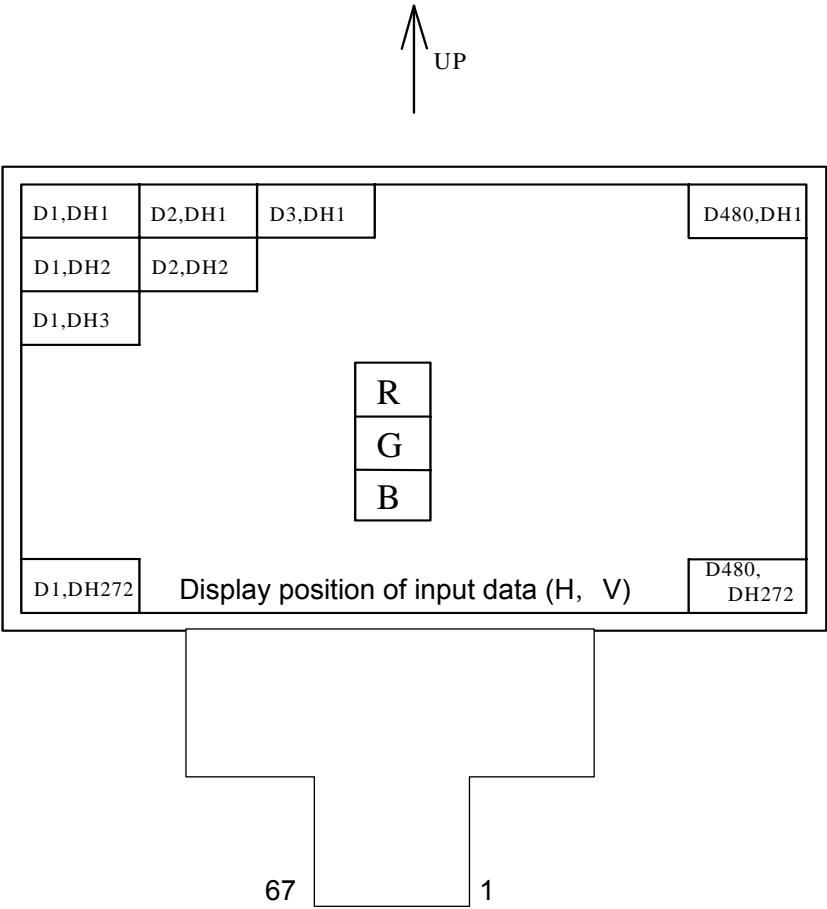 UP
D1,DH1 D2,DH1 D3,DH1 D480,DH1
D1,DH2 D2,DH2
D1,DH3
R
G
B
D1,DH272 Display position of input data (H， V) D480,
DH272
67 1